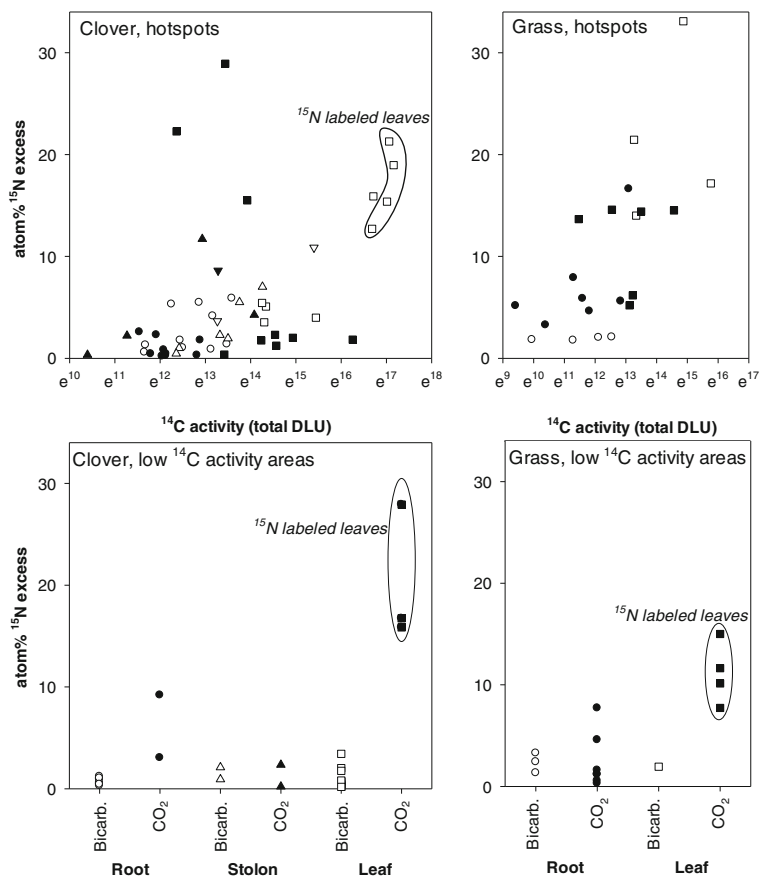 Clover, hotspots
Grass, hotspots
30
20
10
0
atom% ¹⁵N excess
¹⁵N labeled leaves
e¹⁰ e¹¹ e¹² e¹³ e¹⁴ e¹⁵ e¹⁶ e¹⁷ e¹⁸
¹⁴C activity (total DLU)
30
20
10
0
e⁹ e¹⁰ e¹¹ e¹² e¹³ e¹⁴ e¹⁵ e¹⁶ e¹⁷
¹⁴C activity (total DLU)
Clover, low ¹⁴C activity areas
30
20
10
0
atom% ¹⁵N excess
¹⁵N labeled leaves
Bicarb. CO₂ Bicarb. CO₂ Bicarb. CO₂
Root Stolon Leaf
Grass, low ¹⁴C activity areas
30
20
10
0
¹⁵N labeled leaves
Bicarb. CO₂ Bicarb. CO₂
Root Leaf